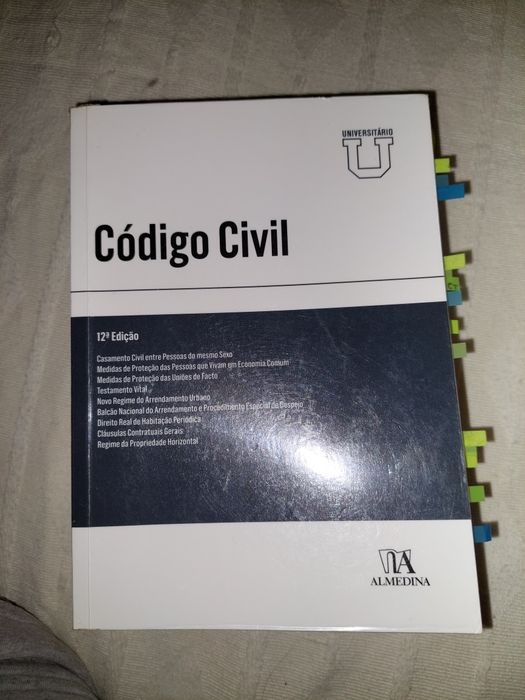 UNIVERSITÁRIO
U
Código Civil
12ª Edição
Casamento Civil entre Pessoas do mesmo Sexo
Medidas de Proteção das Pessoas que Vivam em Economia Comum
Medidas de Proteção das Uniões de Facto
Testamento Vital
Novo Regime do Arrendamento Urbano
Balcão Nacional do Arrendamento e Procedimento Especial de Despejo
Direito Real de Habitação Periódica
Cláusulas Contratuais Gerais
Regime da Propriedade Horizontal
ALMEDINA